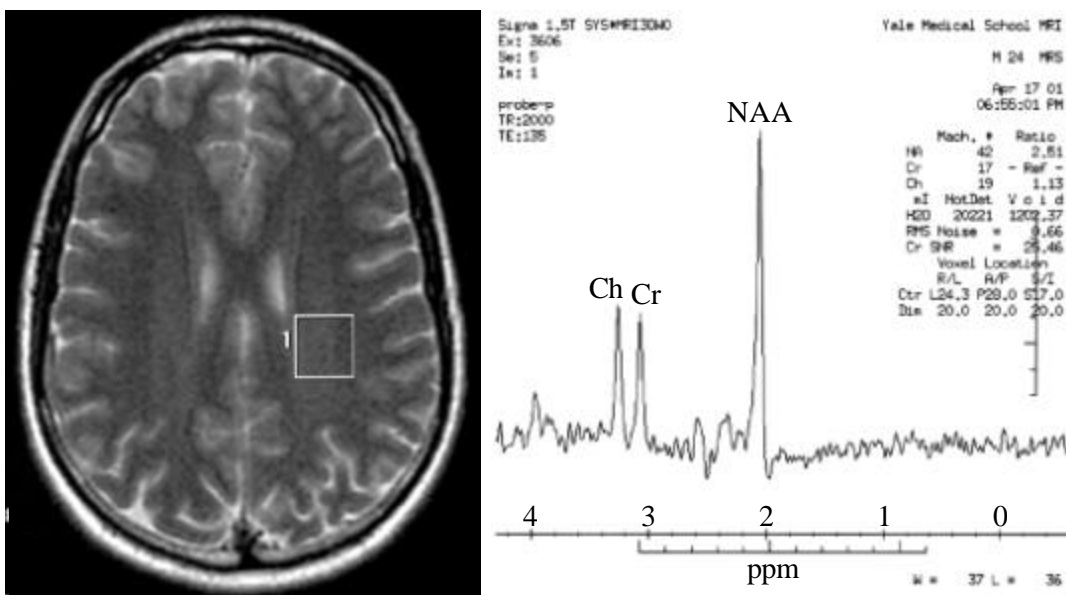 1
Signa 1.5T SYS#MRI3OWO
Ex: 3606
Se: 5
Im: 1
probe-p
TR:2000
TE:135
Yale Medical School MRI
M 24 MRS
Apr 17 01
06:55:01 PM
Mach. # Ratio
NA 42 2.51
Cr 17 - Ref -
Ch 19 1.13
mI NotDet Void
H2O 20221 1202.37
RMS Noise = 0.66
Cr SNR = 25.46
Voxel Location
R/L A/P S/I
Ctr L24.3 P28.0 S17.0
Dim 20.0 20.0 20.0
NAA
Ch Cr
4 3 2 1 0
ppm
W = 37 L = 36